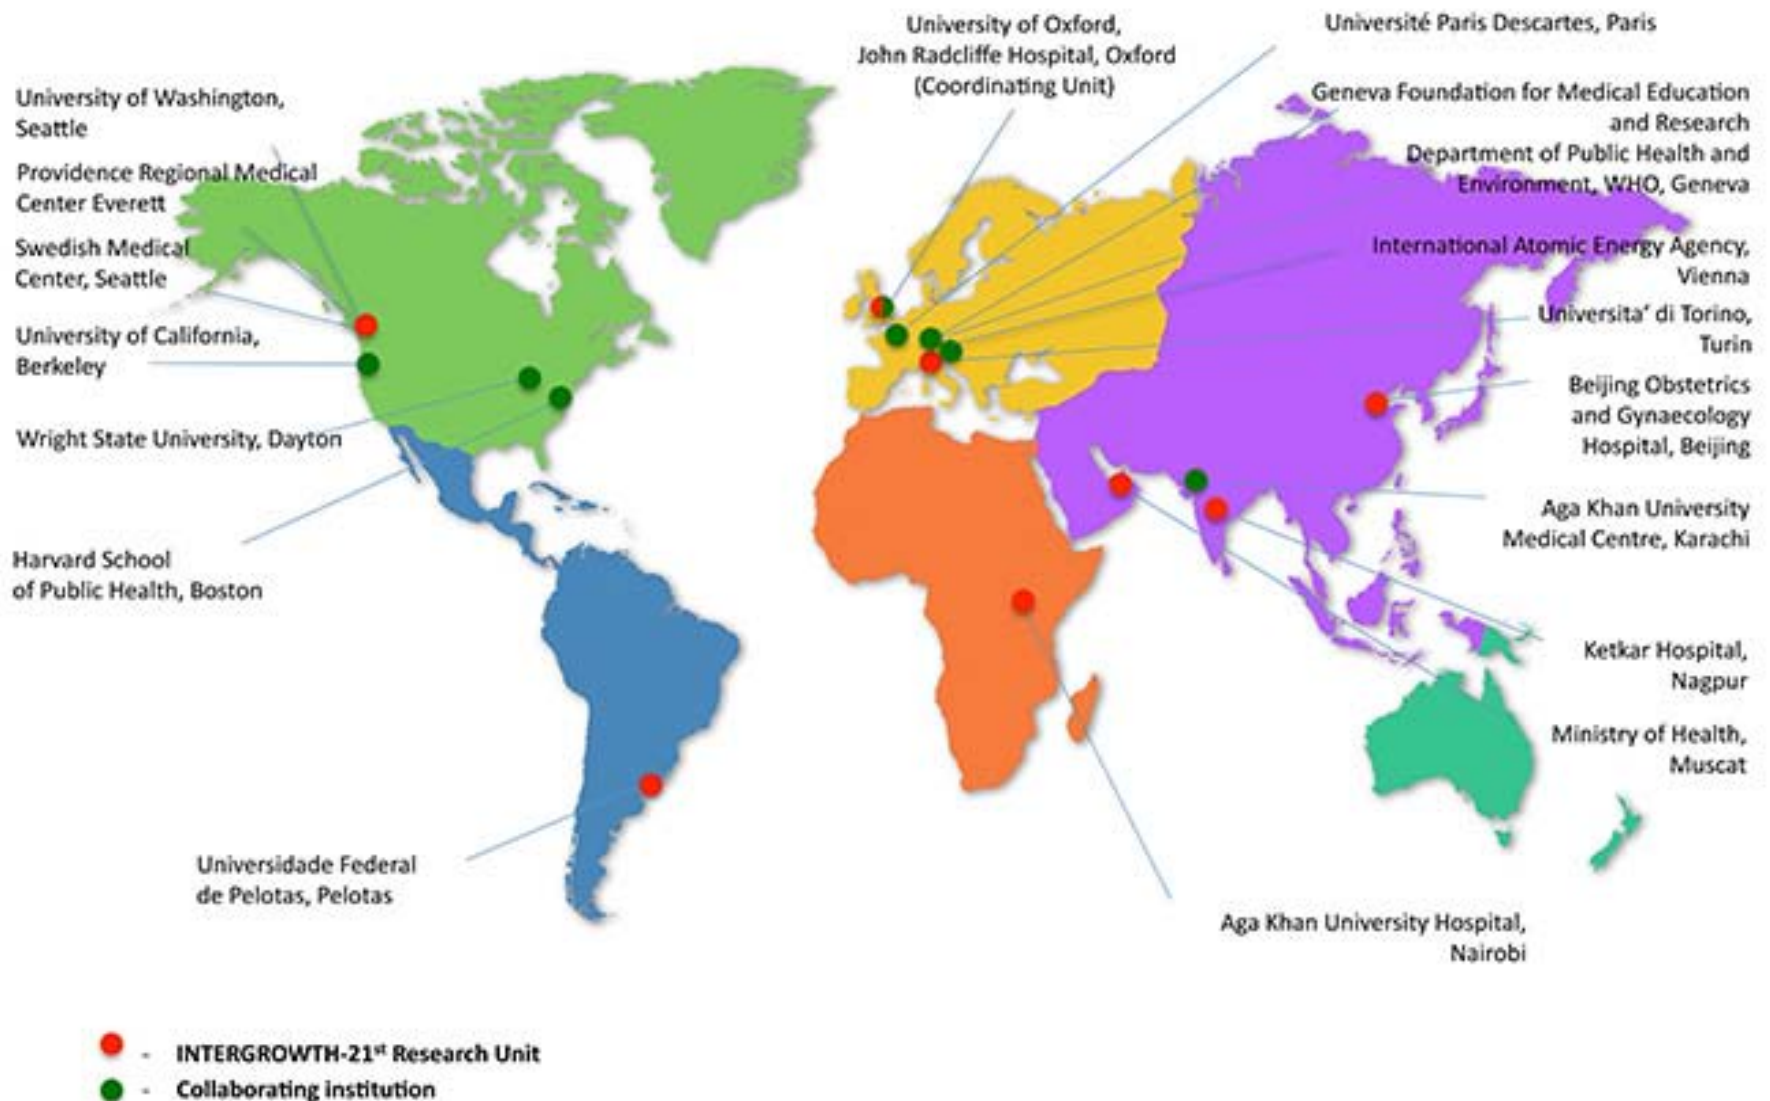 University of Oxford,
John Radcliffe Hospital, Oxford
(Coordinating Unit)
Université Paris Descartes, Paris
Geneva Foundation for Medical Education
and Research
Department of Public Health and
Environment, WHO, Geneva
International Atomic Energy Agency,
Vienna
Universita' di Torino,
Turin
Beijing Obstetrics
and Gynaecology
Hospital, Beijing
Aga Khan University
Medical Centre, Karachi
Ketkar Hospital,
Nagpur
Ministry of Health,
Muscat
Aga Khan University Hospital,
Nairobi
University of Washington,
Seattle
Providence Regional Medical
Center Everett
Swedish Medical
Center, Seattle
University of California,
Berkeley
Wright State University, Dayton
Harvard School
of Public Health, Boston
Universidade Federal
de Pelotas, Pelotas
- INTERGROWTH-21st Research Unit
- Collaborating institution